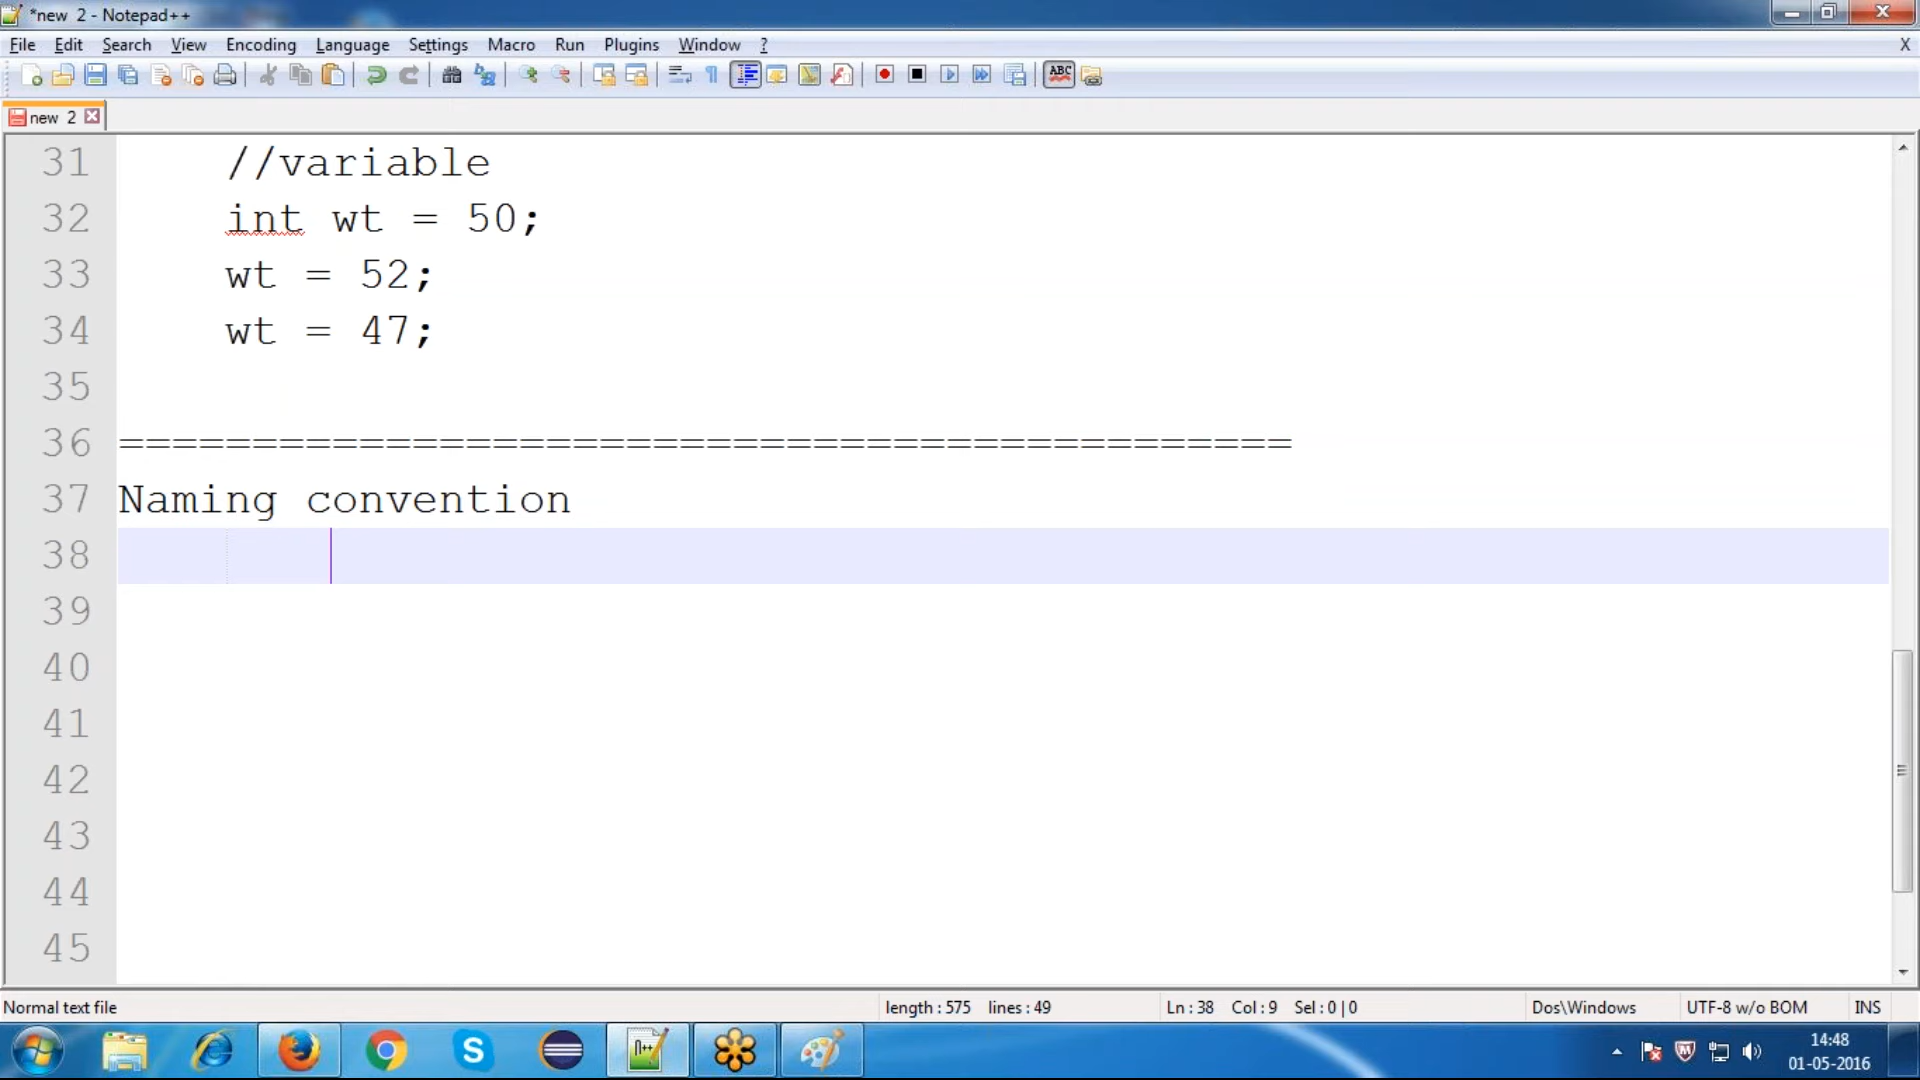 *new 2 - Notepad++
File Edit Search View Encoding Language Settings Macro Run Plugins Window ? X
new 2
31 //variable
32 int wt = 50;
33 wt = 52;
34 wt = 47;
35
36 ============================================
37 Naming convention
38
39
40
41
42
43
44
45
Normal text file length : 575 lines : 49 Ln : 38 Col : 9 Sel : 0 | 0 Dos\Windows UTF-8 w/o BOM INS
14:48
01-05-2016